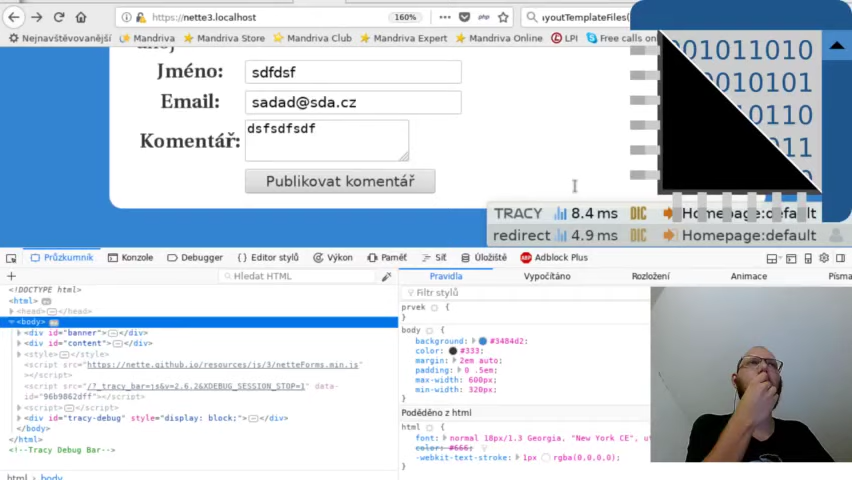 https://nette3.localhost
160%
youtTemplateFiles(
Nejnavštěvovanější
Mandriva
Mandriva Store
Mandriva Club
Mandriva Expert
Mandriva Online
LPI
Free calls on
Jméno:
sdfdsf
Email:
sadad@sda.cz
Komentář:
dsfsdfsdf
Publikovat komentář
001011010
010101
0110
11
TRACY 8.4 ms DIC Homepage:default
redirect 4.9 ms DIC Homepage:default
Průzkumník
Konzole
Debugger
Editor stylů
Výkon
Paměť
Síť
Úložiště
Adblock Plus
Hledat HTML
Pravidla
Vypočítáno
Rozložení
Animace
Písma
<!DOCTYPE html>
<html>
<head></head>
<body>
<div id="banner"></div>
<div id="content"></div>
<style></style>
<script src="https://nette.github.io/resources/js/3/netteForms.min.js"
></script>
<script src="/?_tracy_bar=js&v=2.6.2&XDEBUG_SESSION_STOP=1" data-
id="96b9862dff"></script>
<script></script>
<div id="tracy-debug" style="display: block;"></div>
</body>
</html>
<!--Tracy Debug Bar-->
html
body
Filtr stylů
prvek {
}
body {
background: #3484d2;
color: #333;
margin: 2em auto;
padding: 0 .5em;
max-width: 600px;
min-width: 320px;
}
Poděděno z html
html {
font: normal 18px/1.3 Georgia, "New York CE", u
color: #666;
-webkit-text-stroke: 1px rgba(0,0,0,0);
}